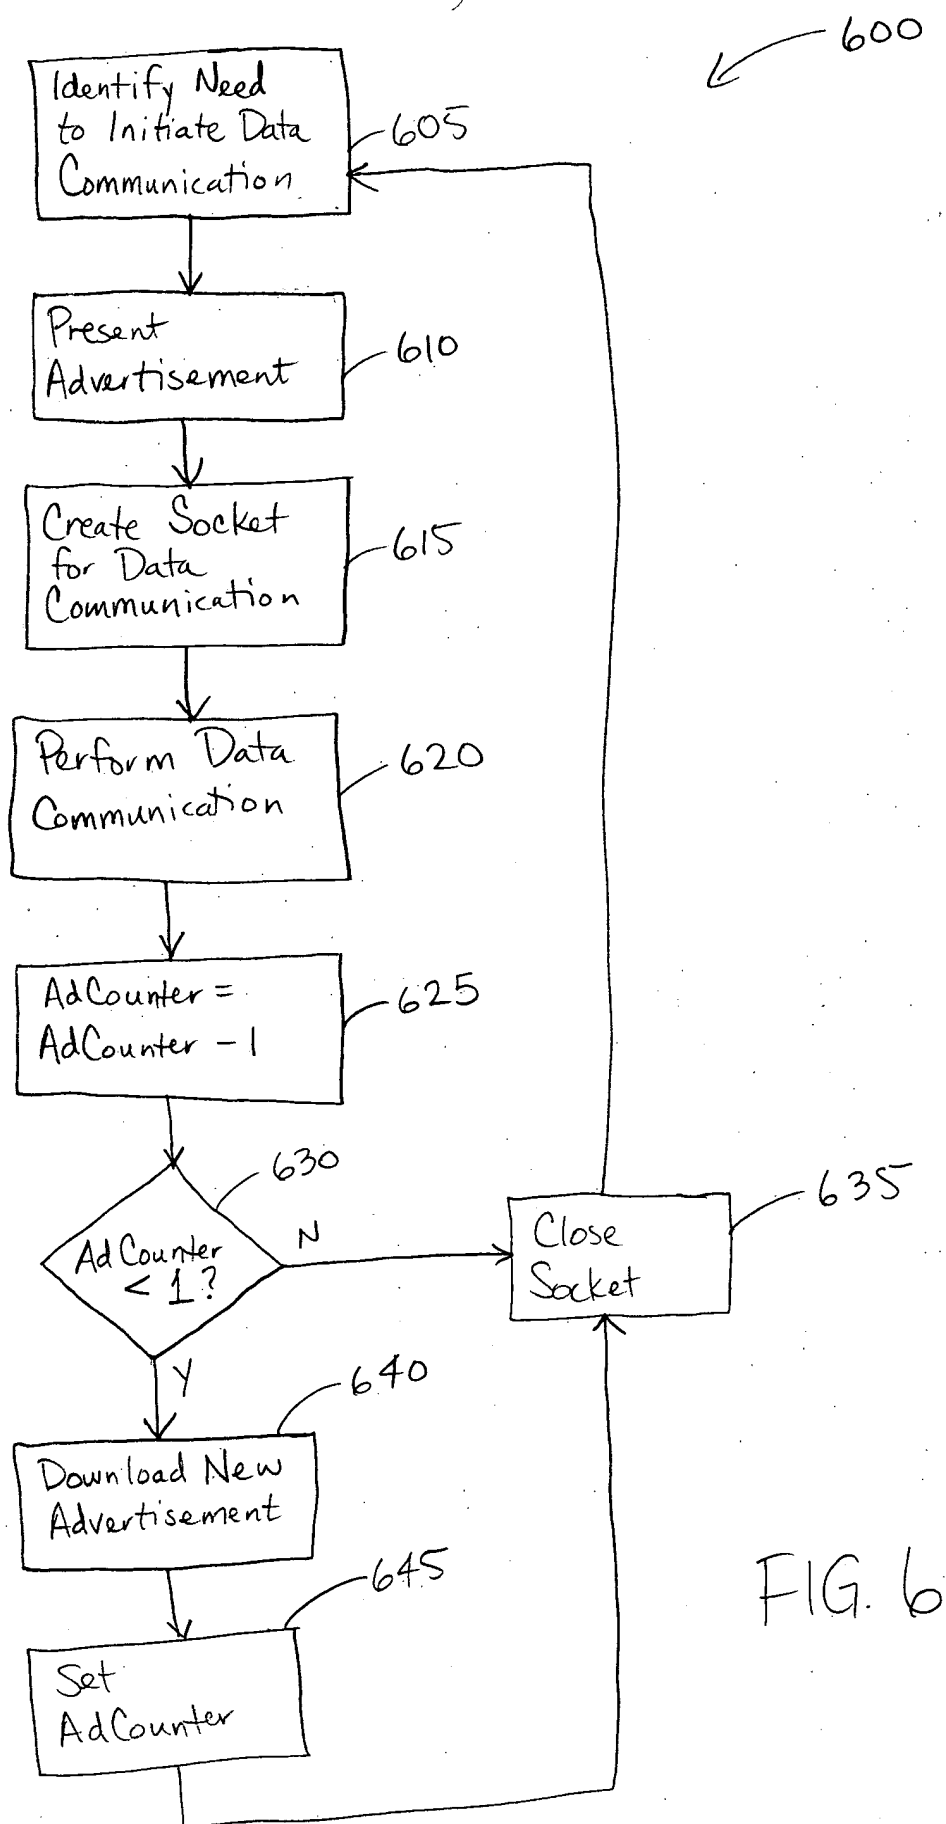 600
Identify Need
to Initiate Data
Communication
605
Present
Advertisement
610
Create Socket
for Data
Communication
615
Perform Data
Communication
620
AdCounter =
AdCounter - 1
625
630
AdCounter
< 1?
N
Y
Close
Socket
635
640
Download New
Advertisement
645
Set
AdCounter
FIG. 6